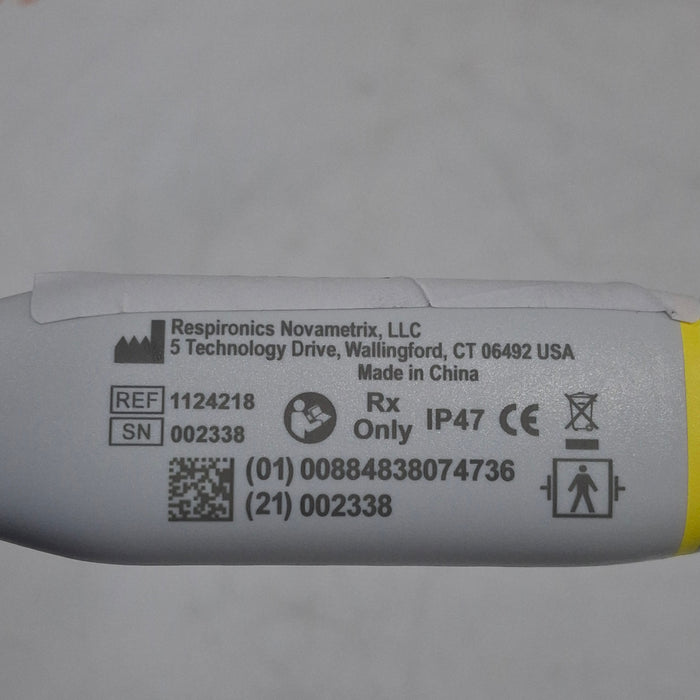 Respironics Novametrix, LLC
5 Technology Drive, Wallingford, CT 06492 USA
Made in China
REF 1124218
SN 002338
Rx
Only
IP47
CE
(01) 00884838074736
(21) 002338